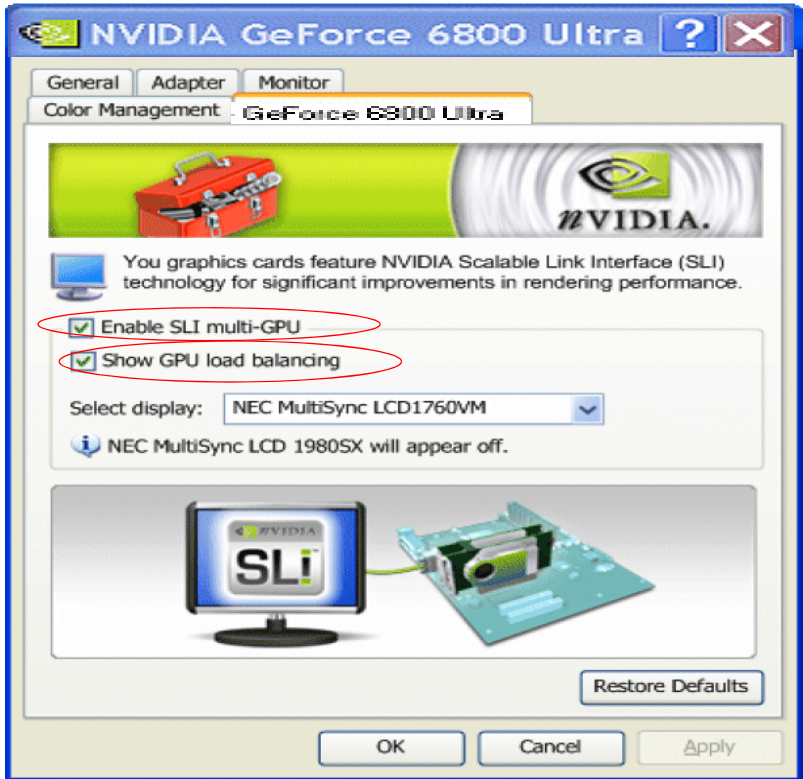 NVIDIA GeForce 6800 Ultra
General Adapter Monitor
Color Management GeForce 6800 Ultra
nVIDIA.
You graphics cards feature NVIDIA Scalable Link Interface (SLI)
technology for significant improvements in rendering performance.
Enable SLI multi-GPU
Show GPU load balancing
Select display: NEC MultiSync LCD1760VM
NEC MultiSync LCD 1980SX will appear off.
nVIDIA
SLI
Restore Defaults
OK Cancel Apply